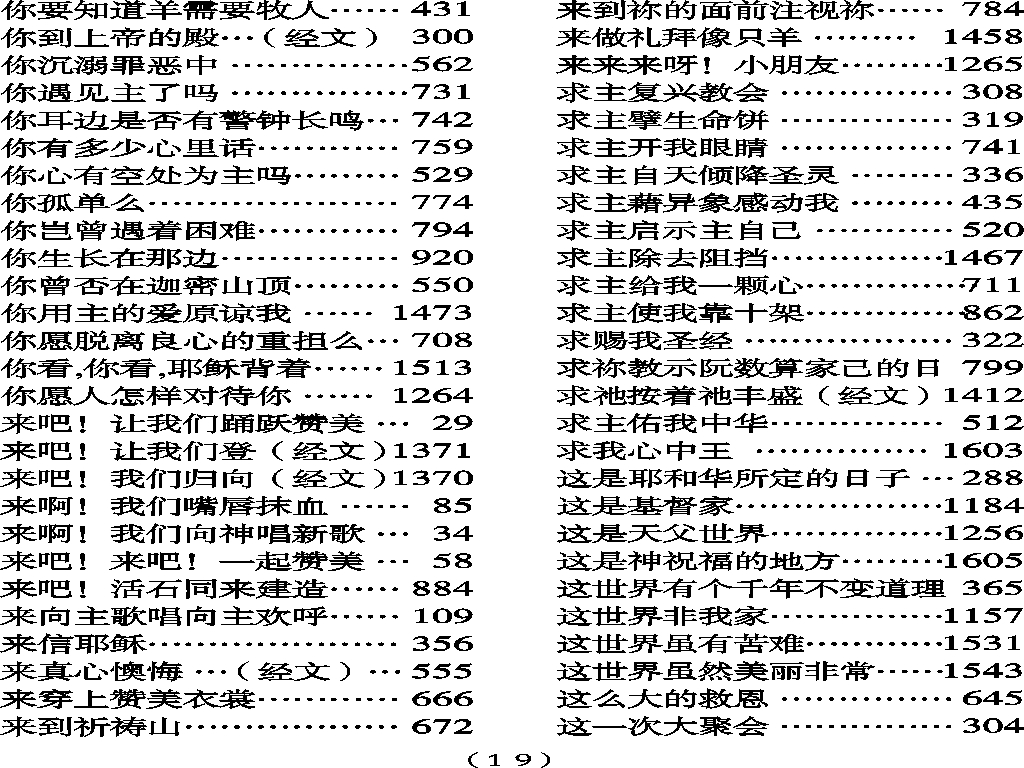 你要知道羊需要牧人…… 431
你到上帝的殿…（经文） 300
你沉溺罪恶中 ……………562
你遇见主了吗 ……………731
你耳边是否有警钟长鸣… 742
你有多少心里话………… 759
你心有空处为主吗……… 529
你孤单么………………… 774
你岂曾遇着困难………… 794
你生长在那边…………… 920
你曾否在迦密山顶……… 550
你用主的爱原谅我 …… 1473
你愿脱离良心的重担么… 708
你看,你看,耶稣背着…… 1513
你愿人怎样对待你 …… 1264
来吧！让我们踊跃赞美 … 29
来吧！让我们登（经文）1371
来吧！我们归向（经文）1370
来啊！我们嘴唇抹血 …… 85
来啊！我们向神唱新歌 … 34
来吧！来吧！一起赞美 … 58
来吧！活石同来建造…… 884
来向主歌唱向主欢呼…… 109
来信耶稣………………… 356
来真心懊悔 …（经文）… 555
来穿上赞美衣裳………… 666
来到祈祷山……………… 672
来到祢的面前注视祢…… 784
来做礼拜像只羊 ……… 1458
来来来呀！小朋友………1265
求主复兴教会 …………… 308
求主擘生命饼 …………… 319
求主开我眼睛 …………… 741
求主自天倾降圣灵 ……… 336
求主藉异象感动我 ……… 435
求主启示主自己 ………… 520
求主除去阻挡……………1467
求主给我一颗心…………711
求主使我靠十架…………862
求赐我圣经 ……………… 322
求祢教示阮数算家己的日 799
求祂按着祂丰盛（经文）1412
求主佑我中华…………… 512
求我心中王 …………… 1603
这是耶和华所定的日子 … 288
这是基督家………………1184
这是天父世界……………1256
这是神祝福的地方………1605
这世界有个千年不变道理 365
这世界非我家……………1157
这世界虽有苦难…………1531
这世界虽然美丽非常……1543
这么大的救恩 …………… 645
这一次大聚会 …………… 304
（19）